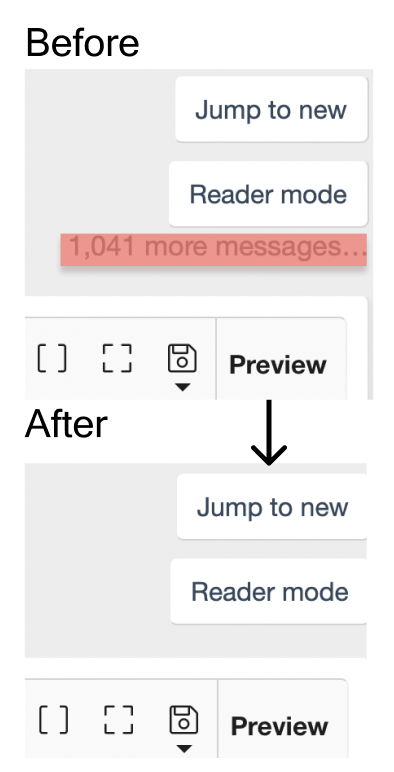 Before
Jump to new
Reader mode
1,041 more messages...
[] Preview
After
Jump to new
Reader mode
[] Preview